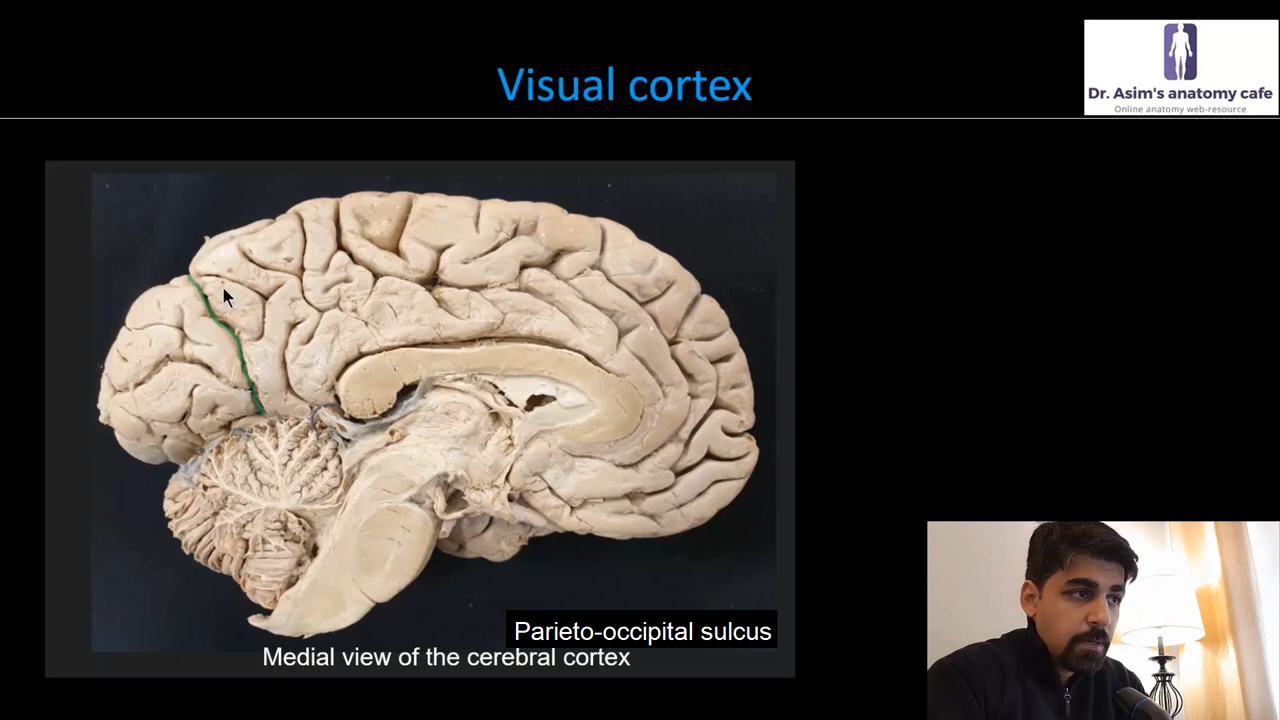 Visual cortex
Dr. Asim's anatomy cafe
Online anatomy web-resource
Parieto-occipital sulcus
Medial view of the cerebral cortex